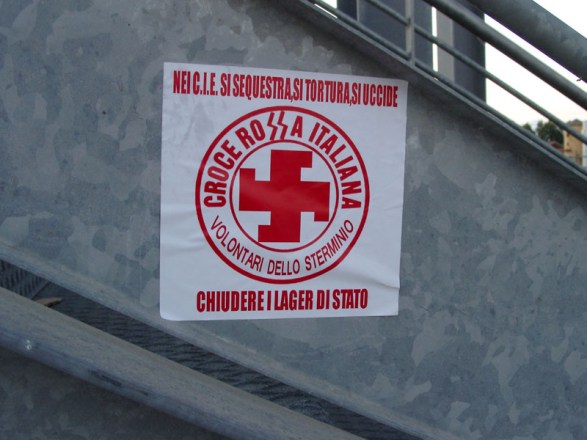 NEI C.I.E. SI SEQUESTRA,SI TORTURA,SI UCCIDE
CROCE ROSSA ITALIANA
VOLONTARI DELLO STERMINIO
CHIUDERE I LAGER DI STATO